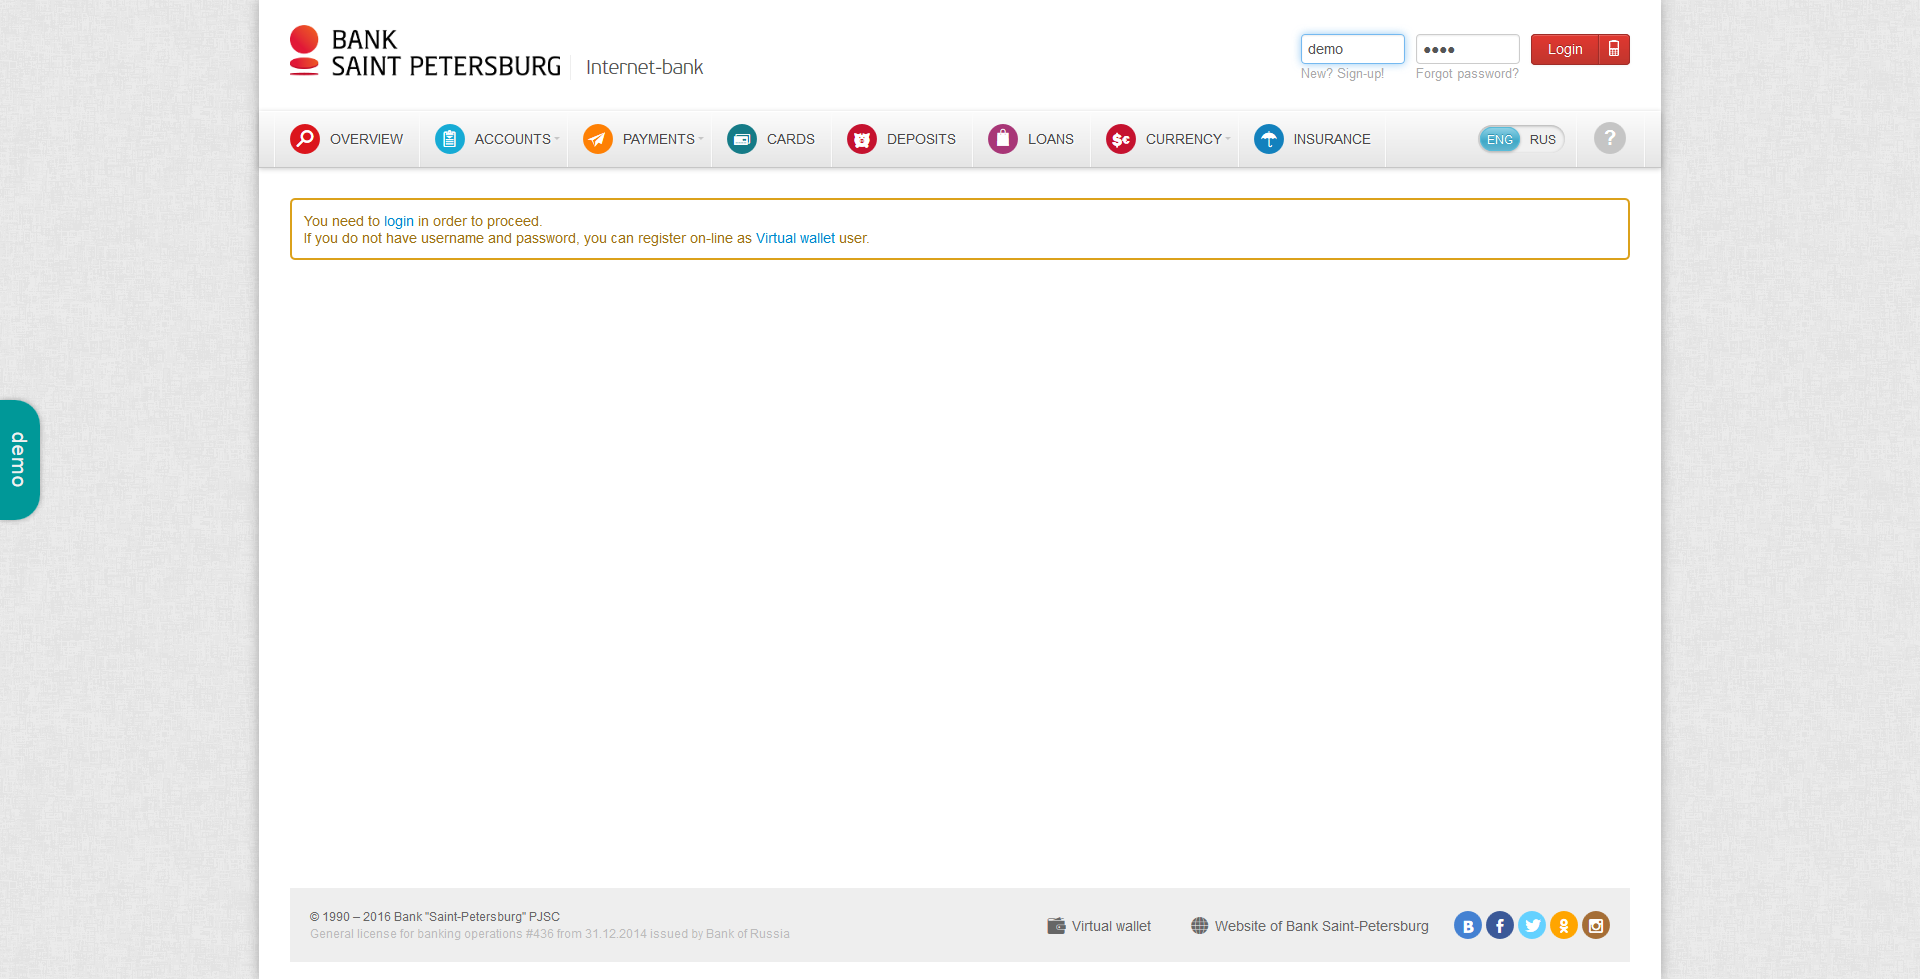 BANK
SAINT PETERSBURG
Internet-bank
demo
Login
New? Sign-up!
Forgot password?
OVERVIEW
ACCOUNTS
PAYMENTS
CARDS
DEPOSITS
LOANS
CURRENCY
INSURANCE
ENG
RUS
?
You need to login in order to proceed.
If you do not have username and password, you can register on-line as Virtual wallet user.
demo
© 1990 – 2016 Bank "Saint-Petersburg" PJSC
General license for banking operations #436 from 31.12.2014 issued by Bank of Russia
Virtual wallet
Website of Bank Saint-Petersburg